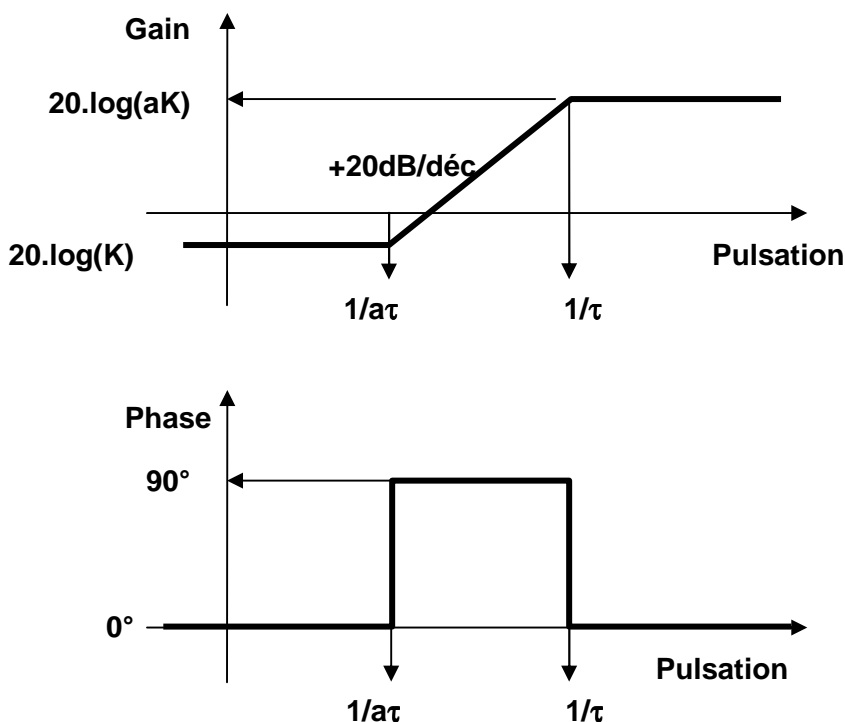 Gain
20.log(aK)
+20dB/déc
20.log(K)
Pulsation
1/aτ
1/τ
Phase
90°
0°
Pulsation
1/aτ
1/τ